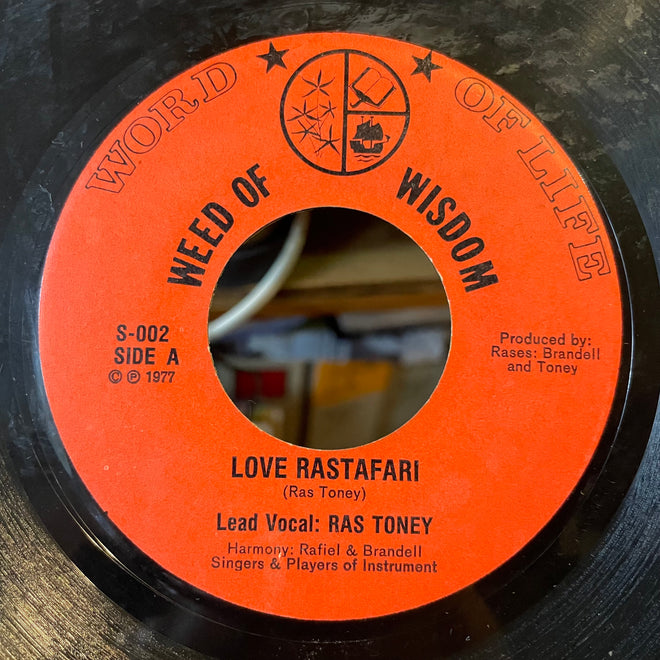 WORD OF LIFE
WEED OF WISDOM
S-002
SIDE A
© ℗ 1977
Produced by:
Rases: Brandell
and Toney
LOVE RASTAFARI
(Ras Toney)
Lead Vocal: RAS TONEY
Harmony: Rafiel & Brandell
Singers & Players of Instrument